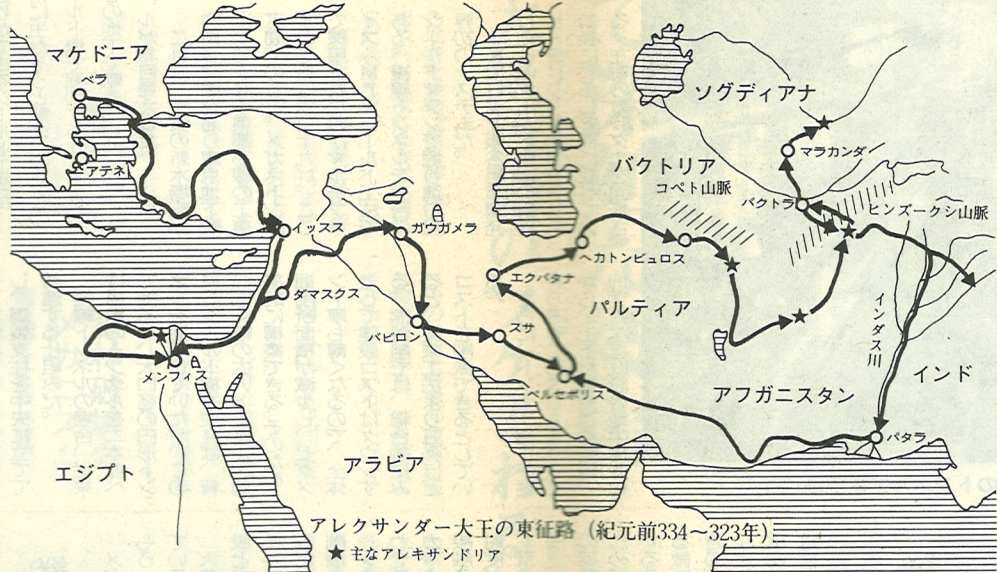 マケドニア
ペラ
アテネ
イッスス
ガウガメラ
ダマスクス
バビロン
メンフィス
エジプト
アラビア
スサ
エクバタナ
ペルセポリス
ヘカトンピュロス
パルティア
バクトリア
コペト山脈
ソグディアナ
マラカンダ
バクトラ
ヒンズークシ山脈
インダス川
アフガニスタン
インド
パタラ
アレクサンダー大王の東征路(紀元前334〜323年)
★主なアレキサンドリア